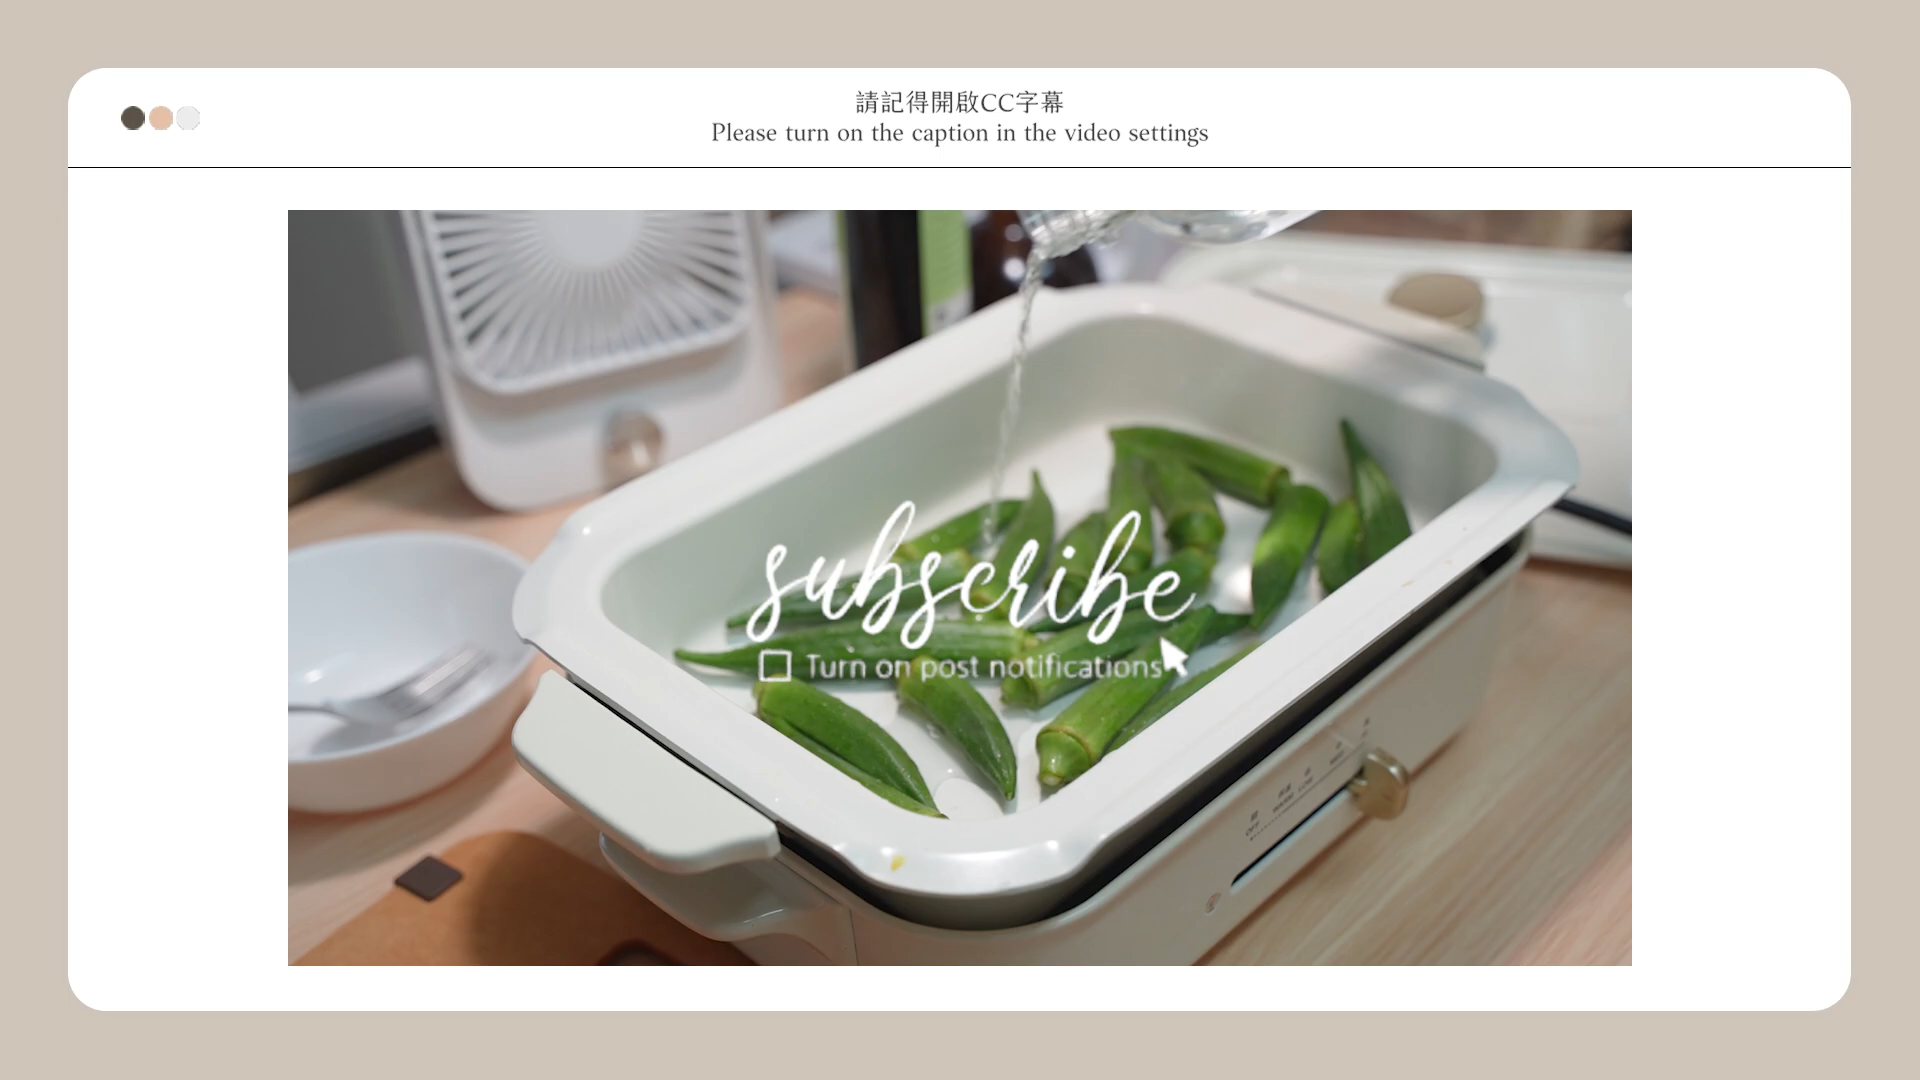 請記得開啟CC字幕
Please turn on the caption in the video settings
subscribe
Turn on post notifications
OFF